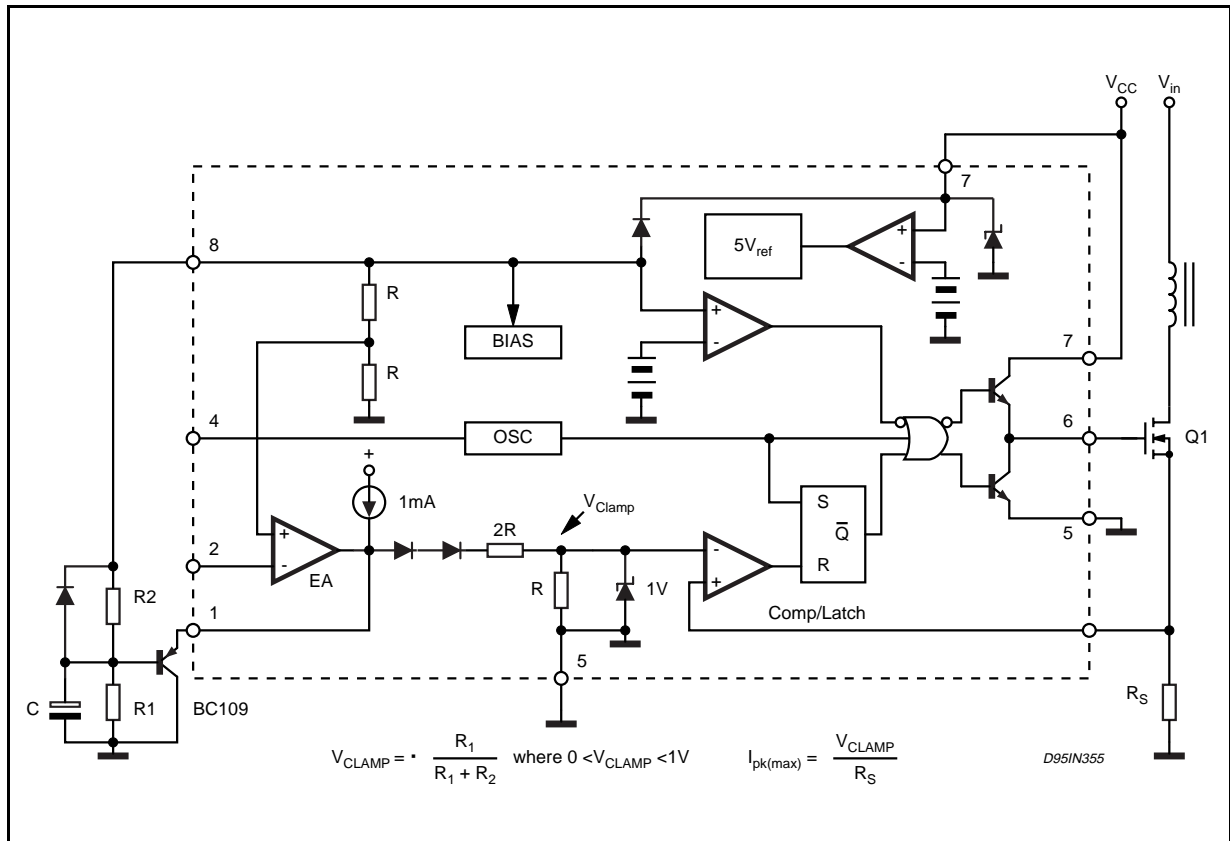 VCC Vin
7
8
5Vref
+
-
R
+
-
BIAS
R
7
4
OSC
6
Q1
+
1mA
VClamp
S
5
2
+
-
EA
2R
-
+
Q̅
R
R2
R
1V
Comp/Latch
1
5
C
R1
BC109
RS
VCLAMP = · R1 / R1 + R2 where 0 <VCLAMP <1V Ipk(max) = VCLAMP / RS
D95IN355